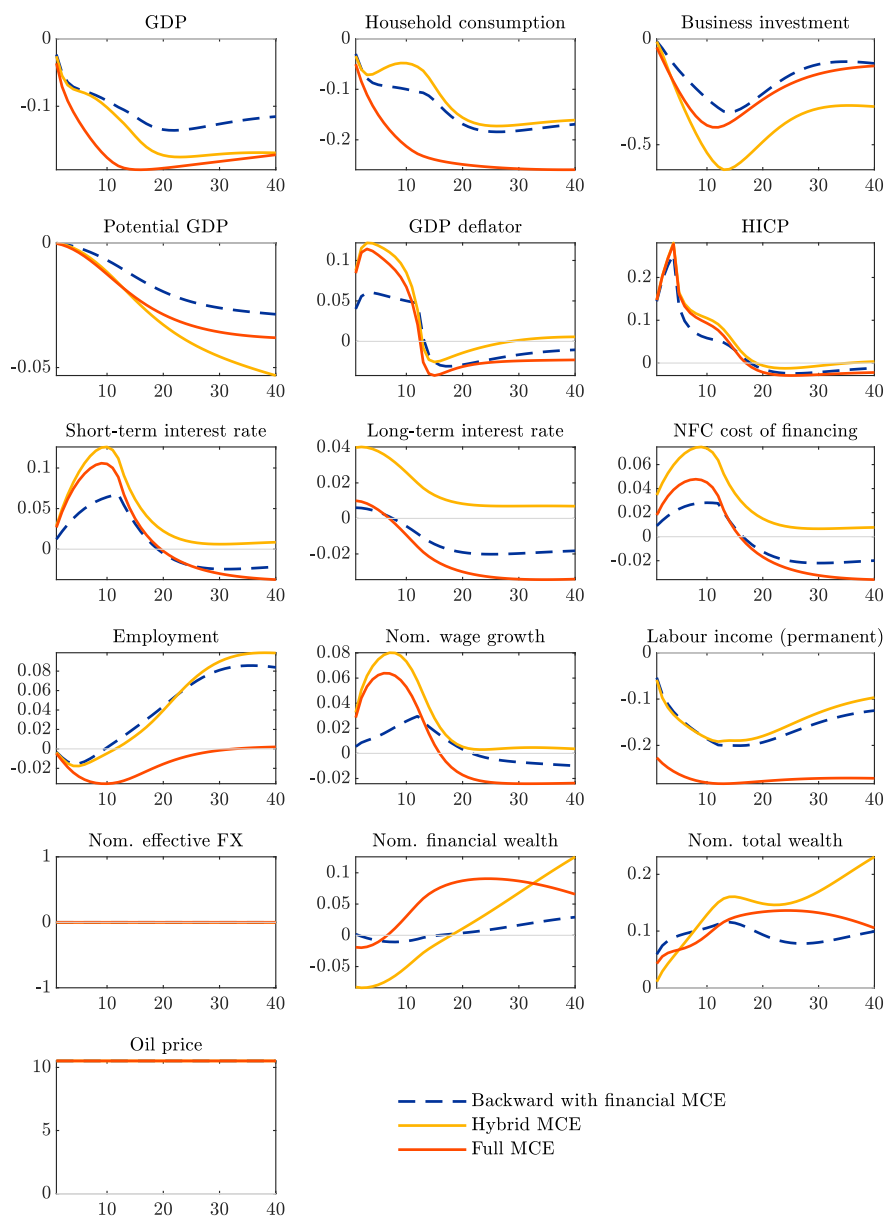 GDP
0
-0.1
10 20 30 40
Household consumption
0
-0.1
-0.2
10 20 30 40
Business investment
0
-0.5
10 20 30 40
Potential GDP
0
-0.05
10 20 30 40
GDP deflator
0.1
0.05
0
10 20 30 40
HICP
0.2
0.1
0
10 20 30 40
Short-term interest rate
0.1
0.05
0
10 20 30 40
Long-term interest rate
0.04
0.02
0
-0.02
10 20 30 40
NFC cost of financing
0.06
0.04
0.02
0
-0.02
10 20 30 40
Employment
0.08
0.06
0.04
0.02
0
-0.02
10 20 30 40
Nom. wage growth
0.08
0.06
0.04
0.02
0
-0.02
10 20 30 40
Labour income (permanent)
0
-0.1
-0.2
10 20 30 40
Nom. effective FX
1
0
-1
10 20 30 40
Nom. financial wealth
0.1
0.05
0
-0.05
10 20 30 40
Nom. total wealth
0.2
0.1
0
10 20 30 40
Oil price
10
5
0
10 20 30 40
Backward with financial MCE
Hybrid MCE
Full MCE